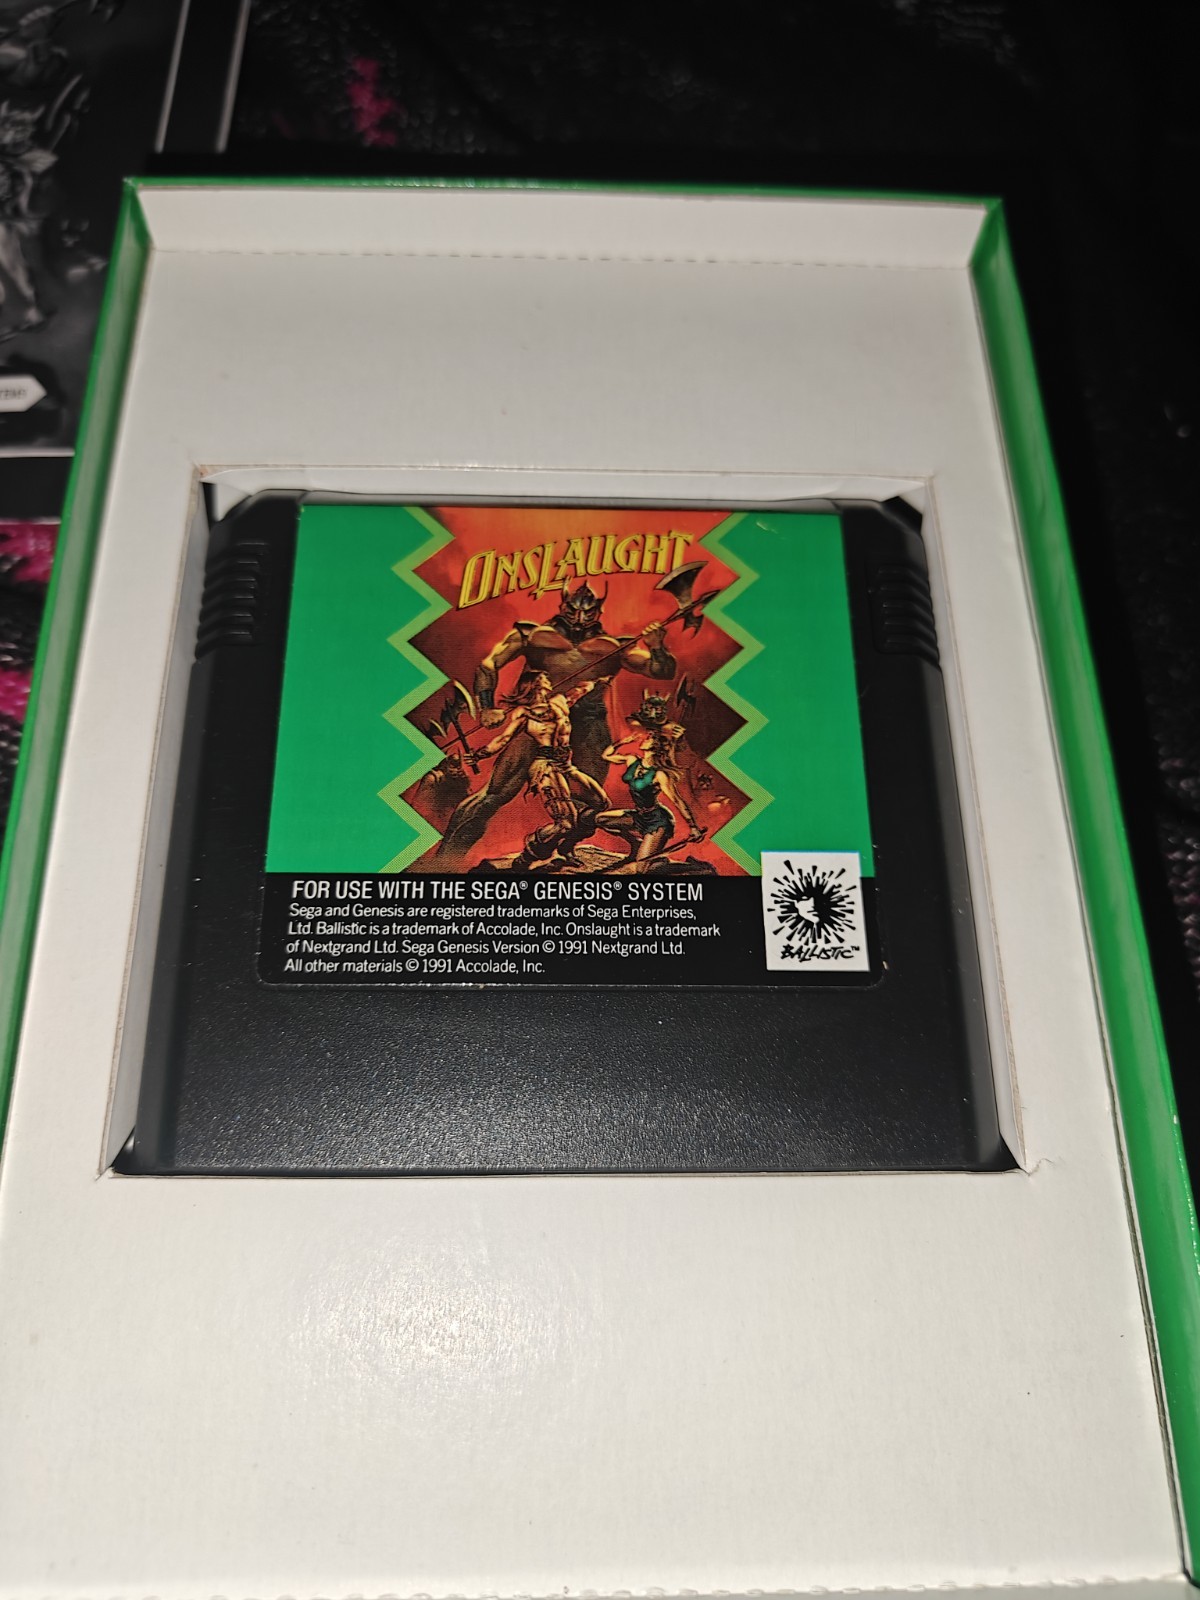 ONSLAUGHT
FOR USE WITH THE SEGA® GENESIS® SYSTEM
Sega and Genesis are registered trademarks of Sega Enterprises,
Ltd. Ballistic is a trademark of Accolade, Inc. Onslaught is a trademark
of Nextgrand Ltd. Sega Genesis Version © 1991 Nextgrand Ltd.
All other materials © 1991 Accolade, Inc.
BALLISTIC™